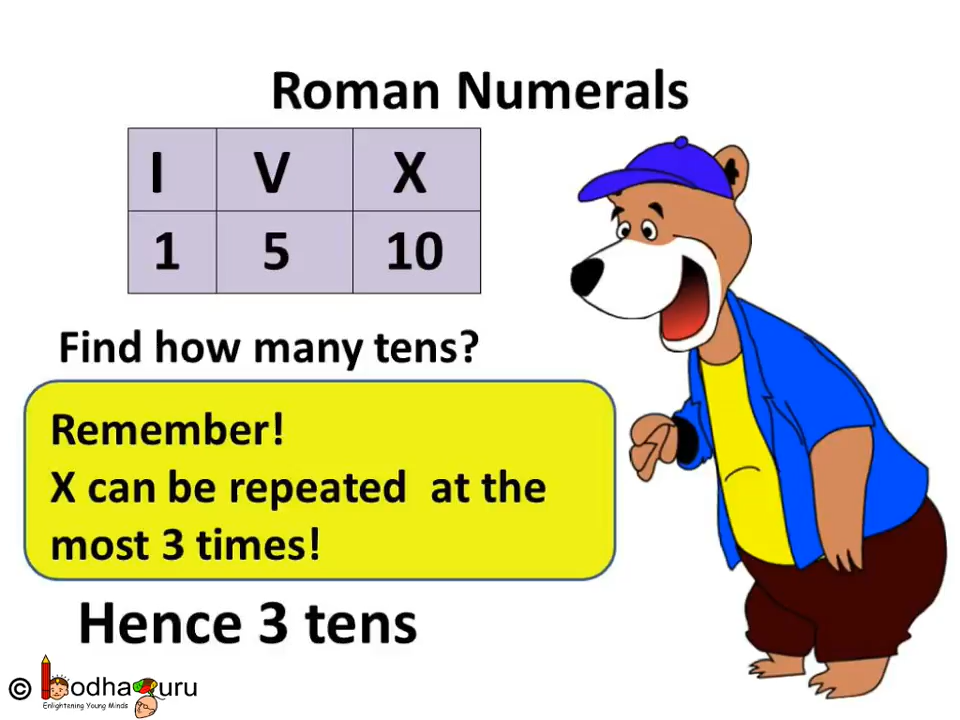 Roman Numerals
I V X
1 5 10
Find how many tens?
Remember!
X can be repeated at the
most 3 times!
Hence 3 tens
© bodhaguru
Enlightening Young Minds